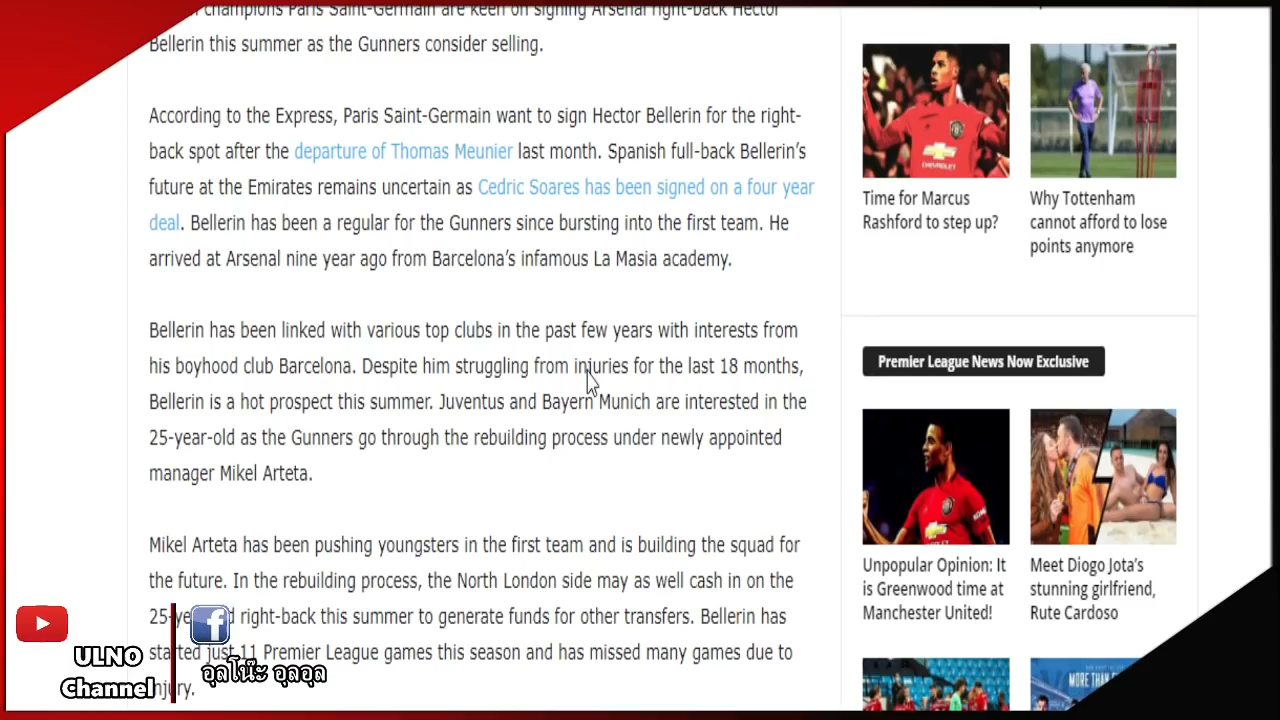 champions Paris Saint-Germain are keen on signing Arsenal right-back Hector
Bellerin this summer as the Gunners consider selling.
According to the Express, Paris Saint-Germain want to sign Hector Bellerin for the right-
back spot after the departure of Thomas Meunier last month. Spanish full-back Bellerin's
future at the Emirates remains uncertain as Cedric Soares has been signed on a four year
deal. Bellerin has been a regular for the Gunners since bursting into the first team. He
arrived at Arsenal nine year ago from Barcelona's infamous La Masia academy.
Bellerin has been linked with various top clubs in the past few years with interests from
his boyhood club Barcelona. Despite him struggling from injuries for the last 18 months,
Bellerin is a hot prospect this summer. Juventus and Bayern Munich are interested in the
25-year-old as the Gunners go through the rebuilding process under newly appointed
manager Mikel Arteta.
Mikel Arteta has been pushing youngsters in the first team and is building the squad for
the future. In the rebuilding process, the North London side may as well cash in on the
right-back this summer to generate funds for other transfers. Bellerin has
started just 11 Premier League games this season and has missed many games due to
injury.
CHEVROLET
Time for Marcus
Rashford to step up?
Why Tottenham
cannot afford to lose
points anymore
Premier League News Now Exclusive
Unpopular Opinion: It
is Greenwood time at
Manchester United!
Meet Diogo Jota's
stunning girlfriend,
Rute Cardoso
ULNO
Channel
อุลโน๊ะ อุลอุล